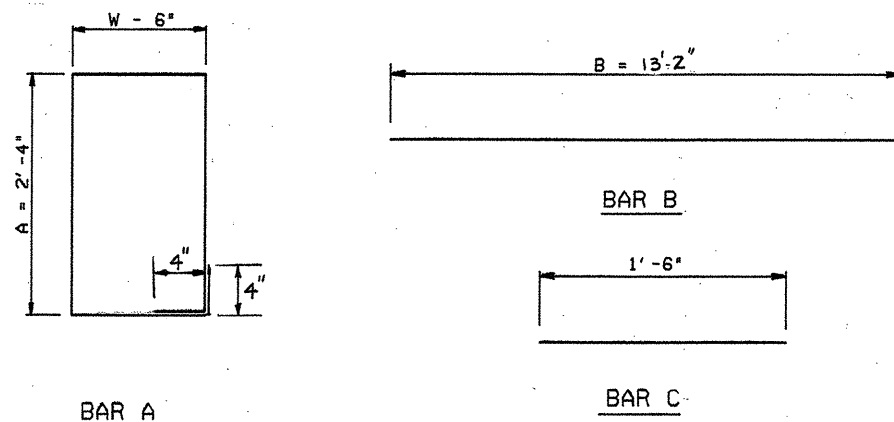 W - 6"
A = 2' -4"
4"
4"
BAR A
B = 13'-2"
BAR B
1' -6"
BAR C